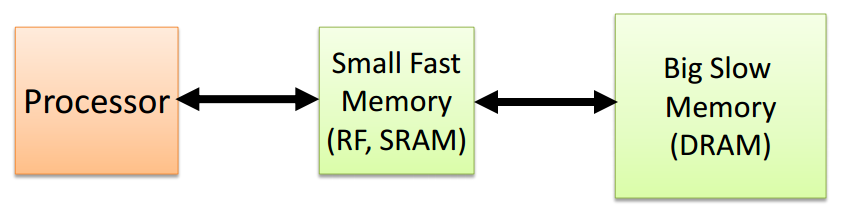 Processor
Small Fast
Memory
(RF, SRAM)
Big Slow
Memory
(DRAM)